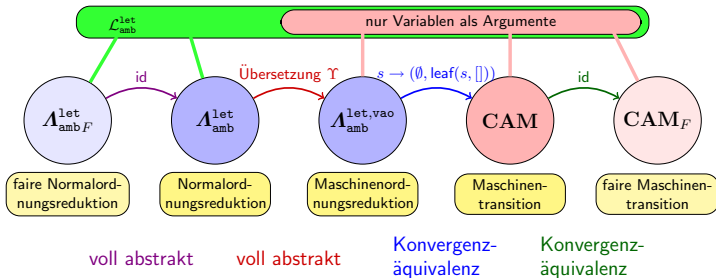 ℒ^let_amb
nur Variablen als Argumente
id
Übersetzung ϒ
s → (∅, leaf(s, []))
id
Λ^let_amb F
Λ^let_amb
Λ^let,vao_amb
CAM
CAM_F
faire Normalord-
nungsreduktion
Normalord-
nungsreduktion
Maschinenord-
nungsreduktion
Maschinen-
transition
faire Maschinen-
transition
voll abstrakt
voll abstrakt
Konvergenz-
äquivalenz
Konvergenz-
äquivalenz